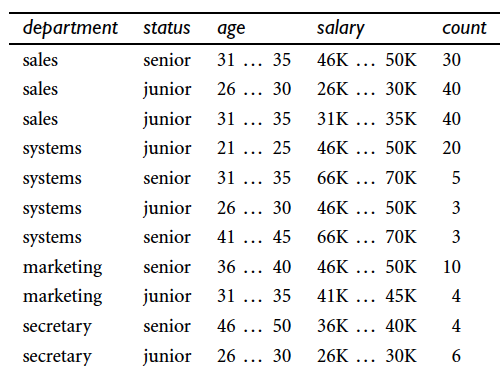 department status age salary count
sales senior 31 ... 35 46K ... 50K 30
sales junior 26 ... 30 26K ... 30K 40
sales junior 31 ... 35 31K ... 35K 40
systems junior 21 ... 25 46K ... 50K 20
systems senior 31 ... 35 66K ... 70K 5
systems junior 26 ... 30 46K ... 50K 3
systems senior 41 ... 45 66K ... 70K 3
marketing senior 36 ... 40 46K ... 50K 10
marketing junior 31 ... 35 41K ... 45K 4
secretary senior 46 ... 50 36K ... 40K 4
secretary junior 26 ... 30 26K ... 30K 6